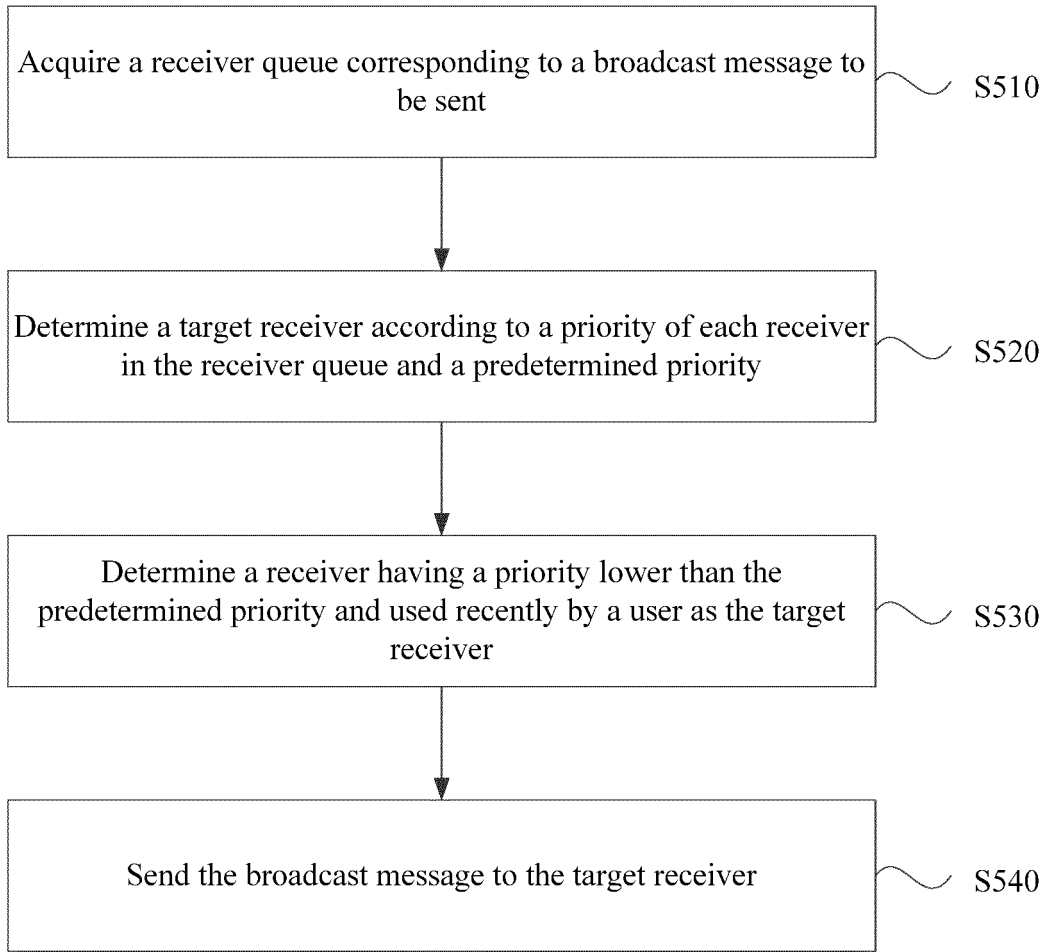 Acquire a receiver queue corresponding to a broadcast message to
be sent
S510
Determine a target receiver according to a priority of each receiver
in the receiver queue and a predetermined priority
S520
Determine a receiver having a priority lower than the
predetermined priority and used recently by a user as the target
receiver
S530
Send the broadcast message to the target receiver
S540